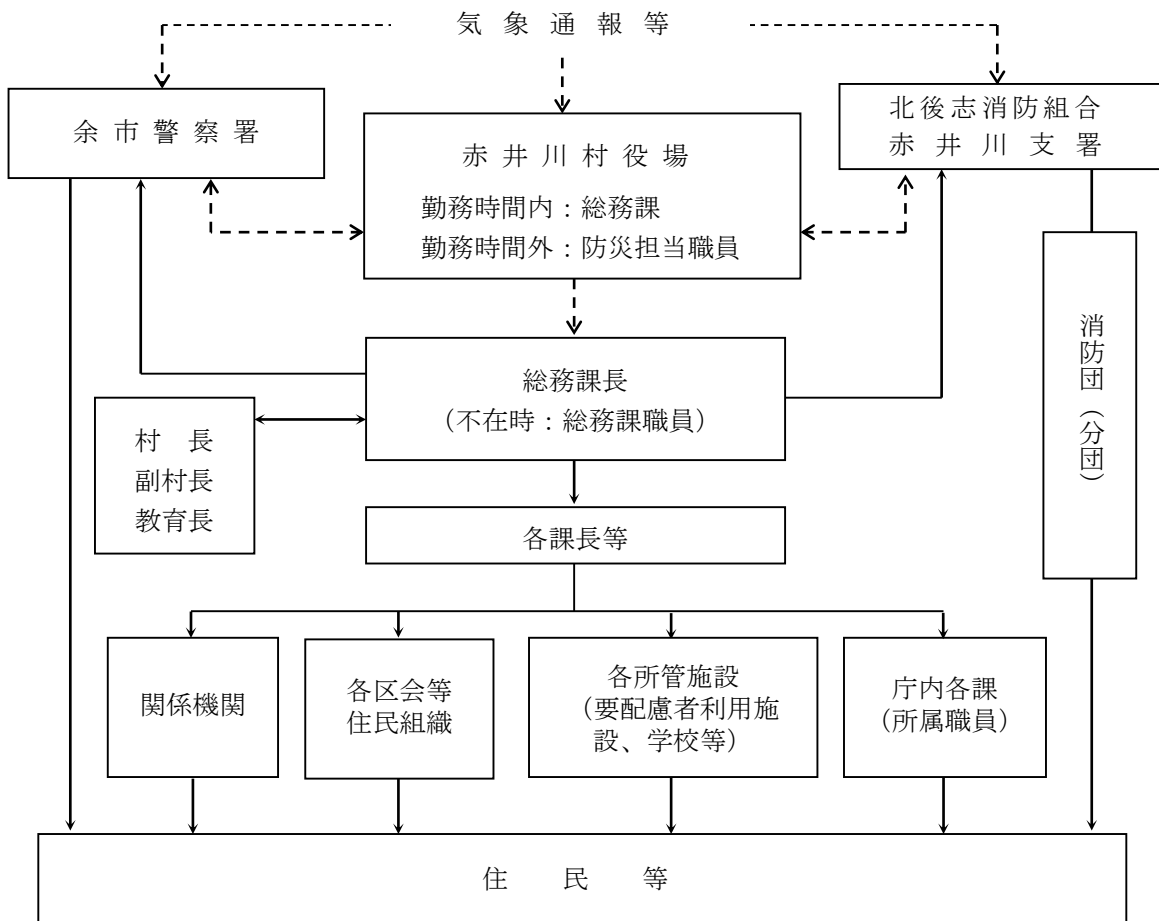 気象通報等
余市警察署
北後志消防組合
赤井川支署
赤井川村役場
勤務時間内：総務課
勤務時間外：防災担当職員
消防団（分団）
総務課長
（不在時：総務課職員）
村　長
副村長
教育長
各課長等
関係機関
各区会等
住民組織
各所管施設
（要配慮者利用施
設、学校等）
庁内各課
（所属職員）
住　民　等